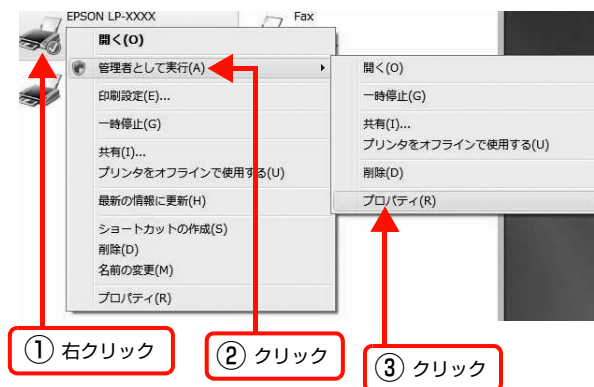 EPSON LP-XXXX
Fax
開く(O)
管理者として実行(A)
印刷設定(E)...
一時停止(G)
共有(I)...
プリンタをオフラインで使用する(U)
最新の情報に更新(H)
ショートカットの作成(S)
削除(D)
名前の変更(M)
プロパティ(R)
開く(O)
一時停止(G)
共有(I)...
プリンタをオフラインで使用する(U)
削除(D)
プロパティ(R)
① 右クリック
② クリック
③ クリック